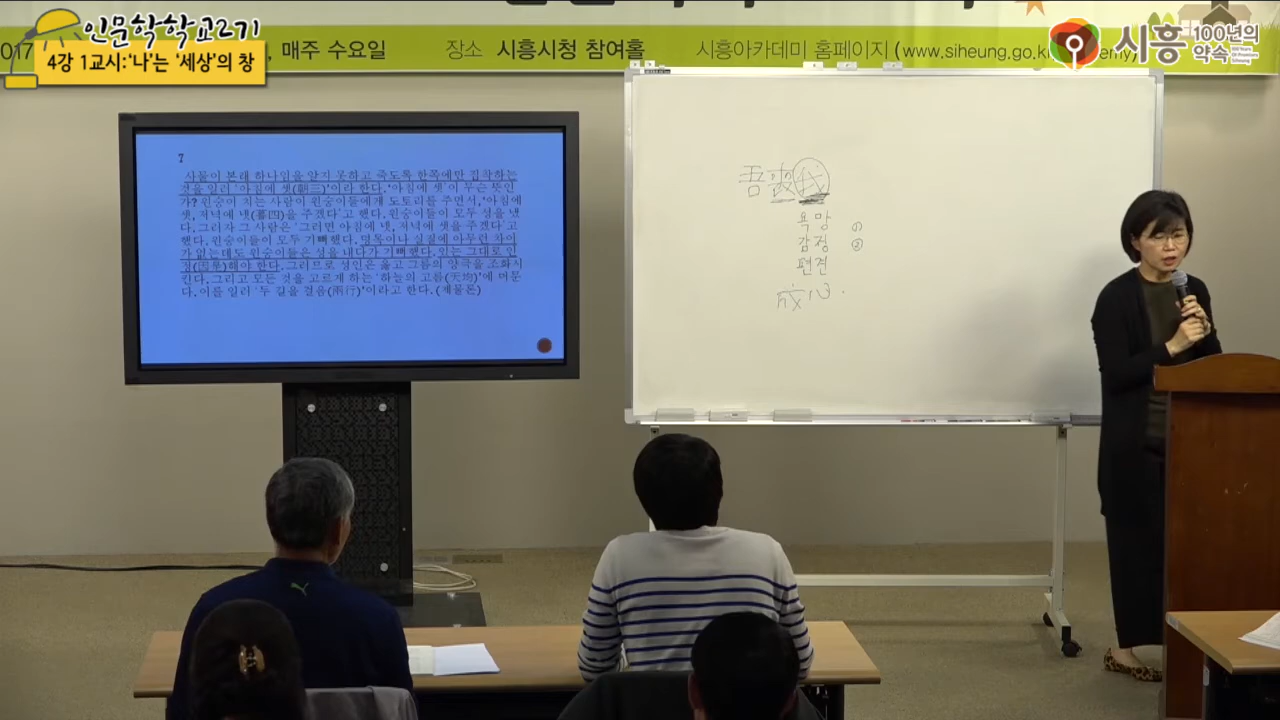 인문학학교2기
4강 1교시:'나'는 '세상'의 창
017
, 매주 수요일 장소 시흥시청 참여홀 시흥아카데미 홈페이지 (www.siheung.go.k
시흥 100년의 약속
7
사물이 본래 하나임을 알지 못하고 죽도록 한쪽에만 집착하는
것을 일러 '아침에 셋(朝三)'이라 한다. '아침에 셋'이 무슨 뜻인
가? 원숭이 치는 사람이 원숭이들에게 도토리를 주면서, '아침에
셋, 저녁에 넷(暮四)을 주겠다'고 했다. 원숭이들이 모두 성을 냈
다. 그러자 그 사람은 '그러면 아침에 넷, 저녁에 셋을 주겠다'고
했다. 원숭이들이 모두 기뻐했다. 명목이나 실질에 아무런 차이
가 없는데도 원숭이들은 성을 내다가 기뻐했다. 있는 그대로 인
정(因是)해야 한다. 그러므로 성인은 옳고 그름의 양극을 조화시
킨다. 그리고 모든 것을 고르게 하는 '하늘의 고름(天均)'에 머문
다. 이를 일러 '두 길을 걸음(兩行)'이라고 한다. (제물론)
吾喪我
욕망
감정 ②
편견
成心.